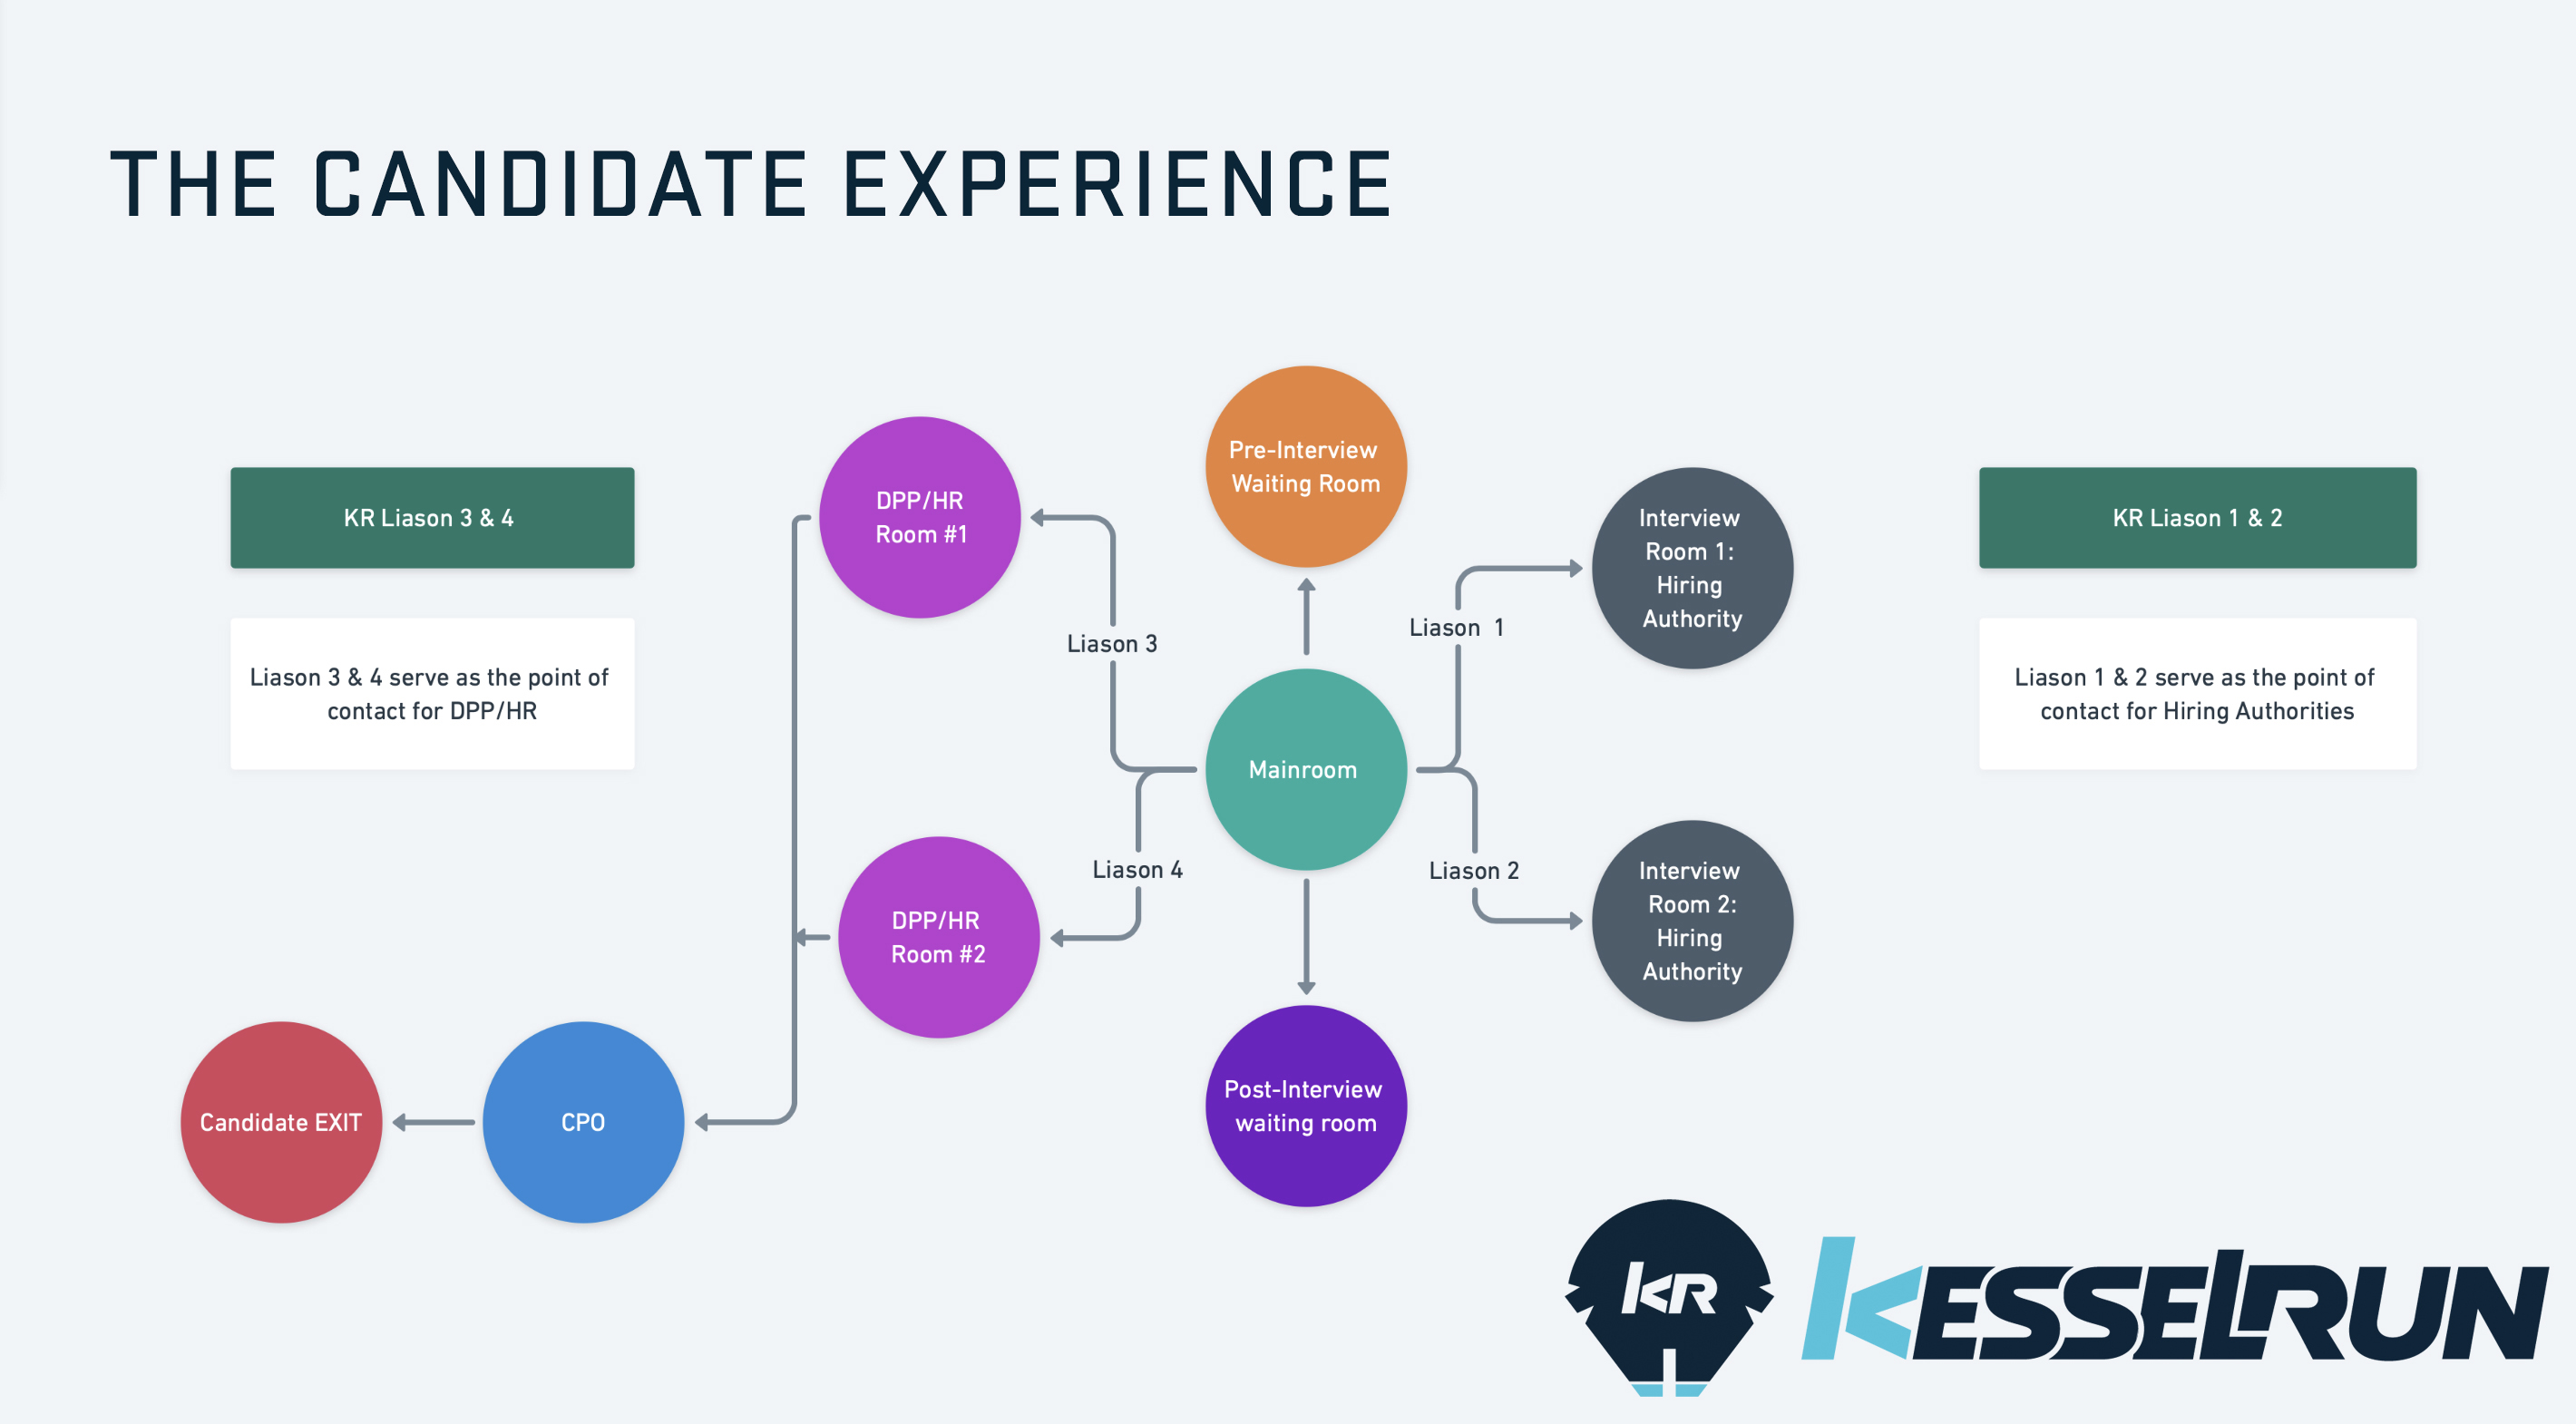 THE CANDIDATE EXPERIENCE
KR Liason 3 & 4
Liason 3 & 4 serve as the point of
contact for DPP/HR
DPP/HR
Room #1
Liason 3
Pre-Interview
Waiting Room
Liason 1
Interview
Room 1:
Hiring
Authority
KR Liason 1 & 2
Liason 1 & 2 serve as the point of
contact for Hiring Authorities
Mainroom
DPP/HR
Room #2
Liason 4
Liason 2
Interview
Room 2:
Hiring
Authority
Candidate EXIT
CPO
Post-Interview
waiting room
KR
KESSELRUN